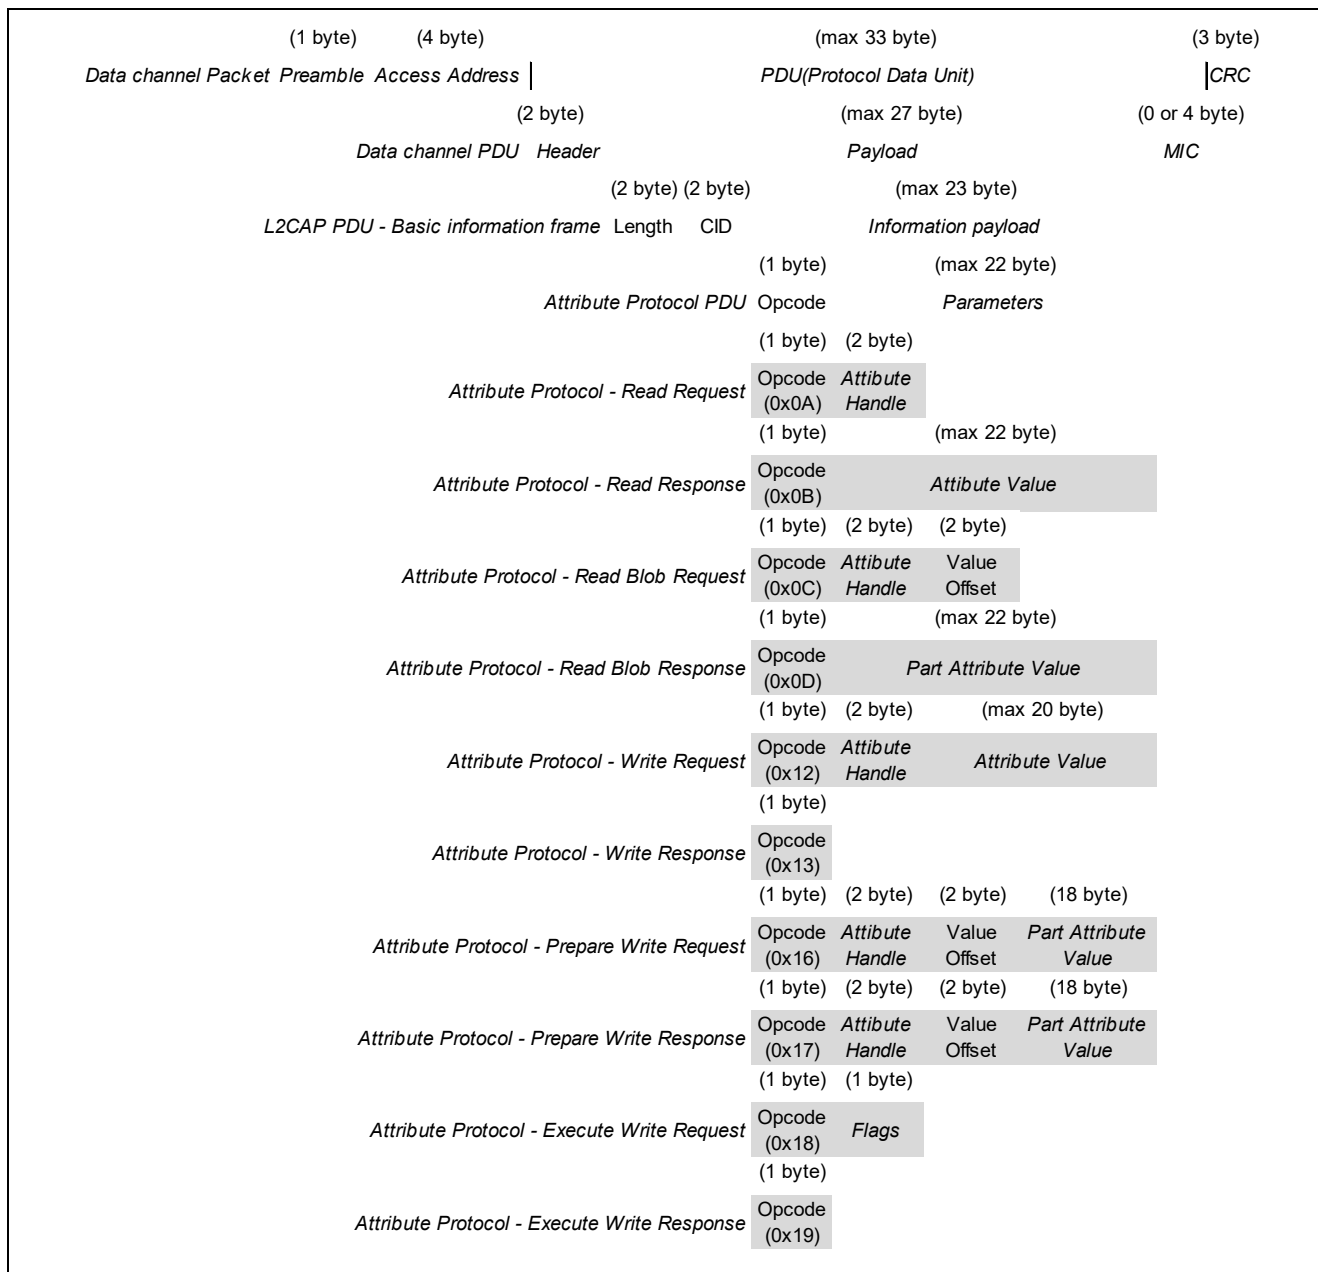 (1 byte) (4 byte) (max 33 byte) (3 byte)
Data channel Packet Preamble Access Address PDU(Protocol Data Unit) CRC
(2 byte) (max 27 byte) (0 or 4 byte)
Data channel PDU Header Payload MIC
(2 byte) (2 byte) (max 23 byte)
L2CAP PDU - Basic information frame Length CID Information payload
(1 byte) (max 22 byte)
Attribute Protocol PDU Opcode Parameters
(1 byte) (2 byte)
Attribute Protocol - Read Request Opcode (0x0A) Attibute Handle
(1 byte) (max 22 byte)
Attribute Protocol - Read Response Opcode (0x0B) Attibute Value
(1 byte) (2 byte) (2 byte)
Attribute Protocol - Read Blob Request Opcode (0x0C) Attibute Handle Value Offset
(1 byte) (max 22 byte)
Attribute Protocol - Read Blob Response Opcode (0x0D) Part Attribute Value
(1 byte) (2 byte) (max 20 byte)
Attribute Protocol - Write Request Opcode (0x12) Attibute Handle Attribute Value
(1 byte)
Attribute Protocol - Write Response Opcode (0x13)
(1 byte) (2 byte) (2 byte) (18 byte)
Attribute Protocol - Prepare Write Request Opcode (0x16) Attibute Handle Value Offset Part Attribute Value
(1 byte) (2 byte) (2 byte) (18 byte)
Attribute Protocol - Prepare Write Response Opcode (0x17) Attibute Handle Value Offset Part Attribute Value
(1 byte) (1 byte)
Attribute Protocol - Execute Write Request Opcode (0x18) Flags
(1 byte)
Attribute Protocol - Execute Write Response Opcode (0x19)